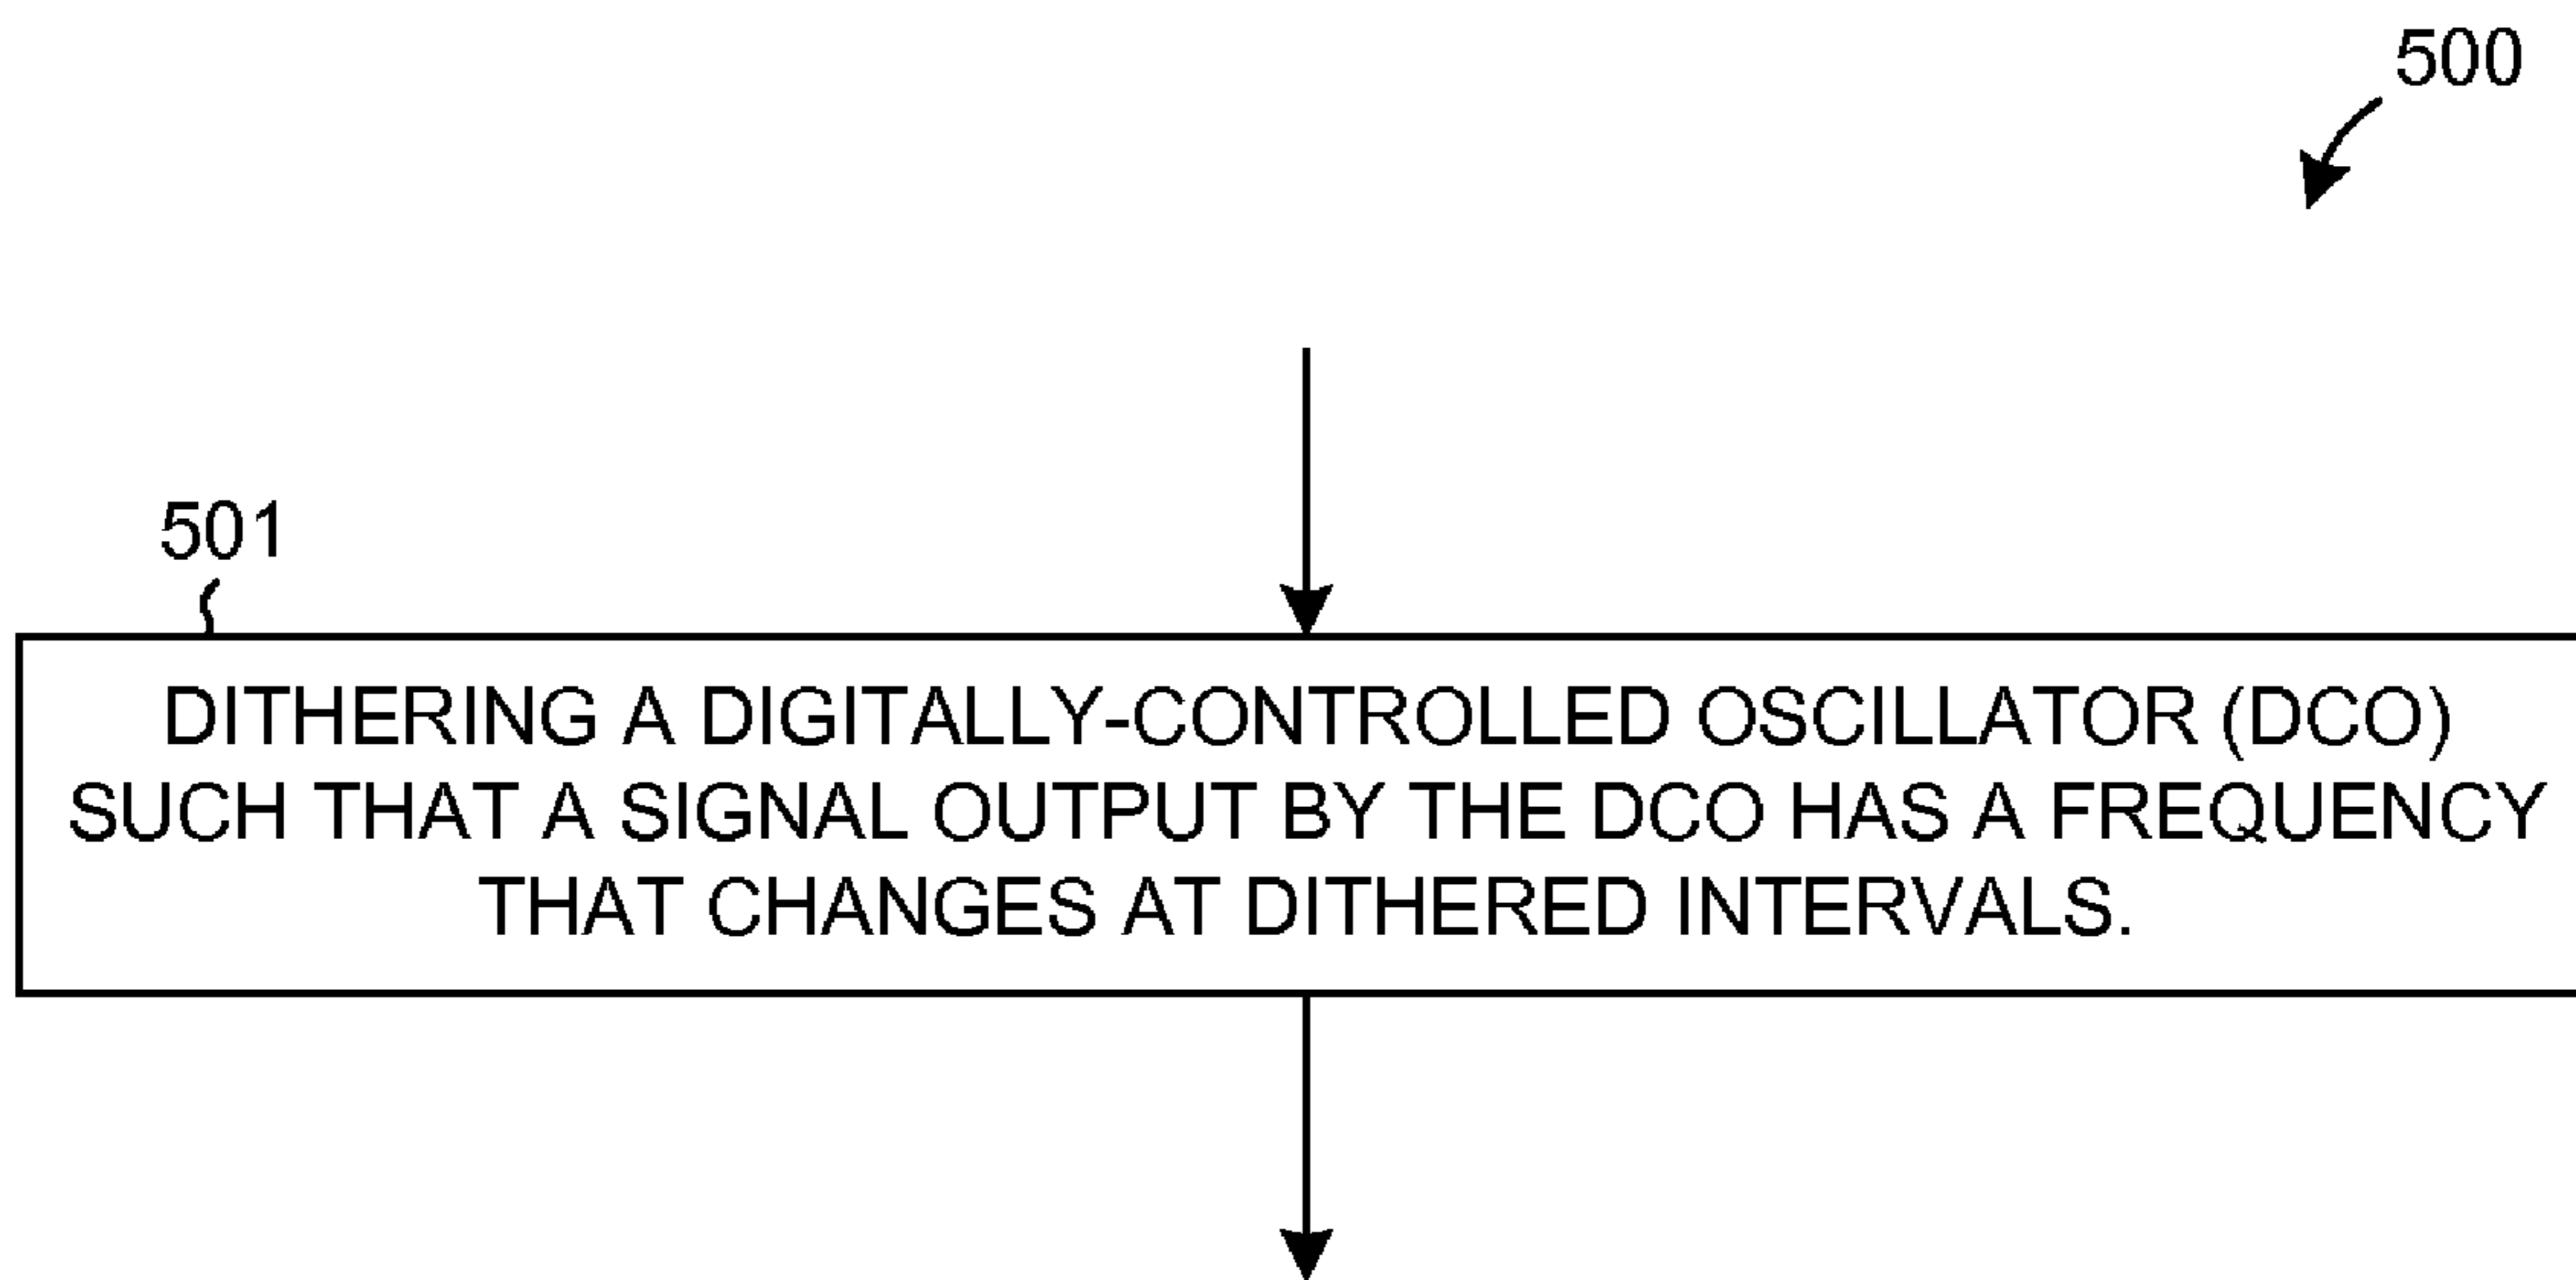 500
501
DITHERING A DIGITALLY-CONTROLLED OSCILLATOR (DCO)
SUCH THAT A SIGNAL OUTPUT BY THE DCO HAS A FREQUENCY
THAT CHANGES AT DITHERED INTERVALS.